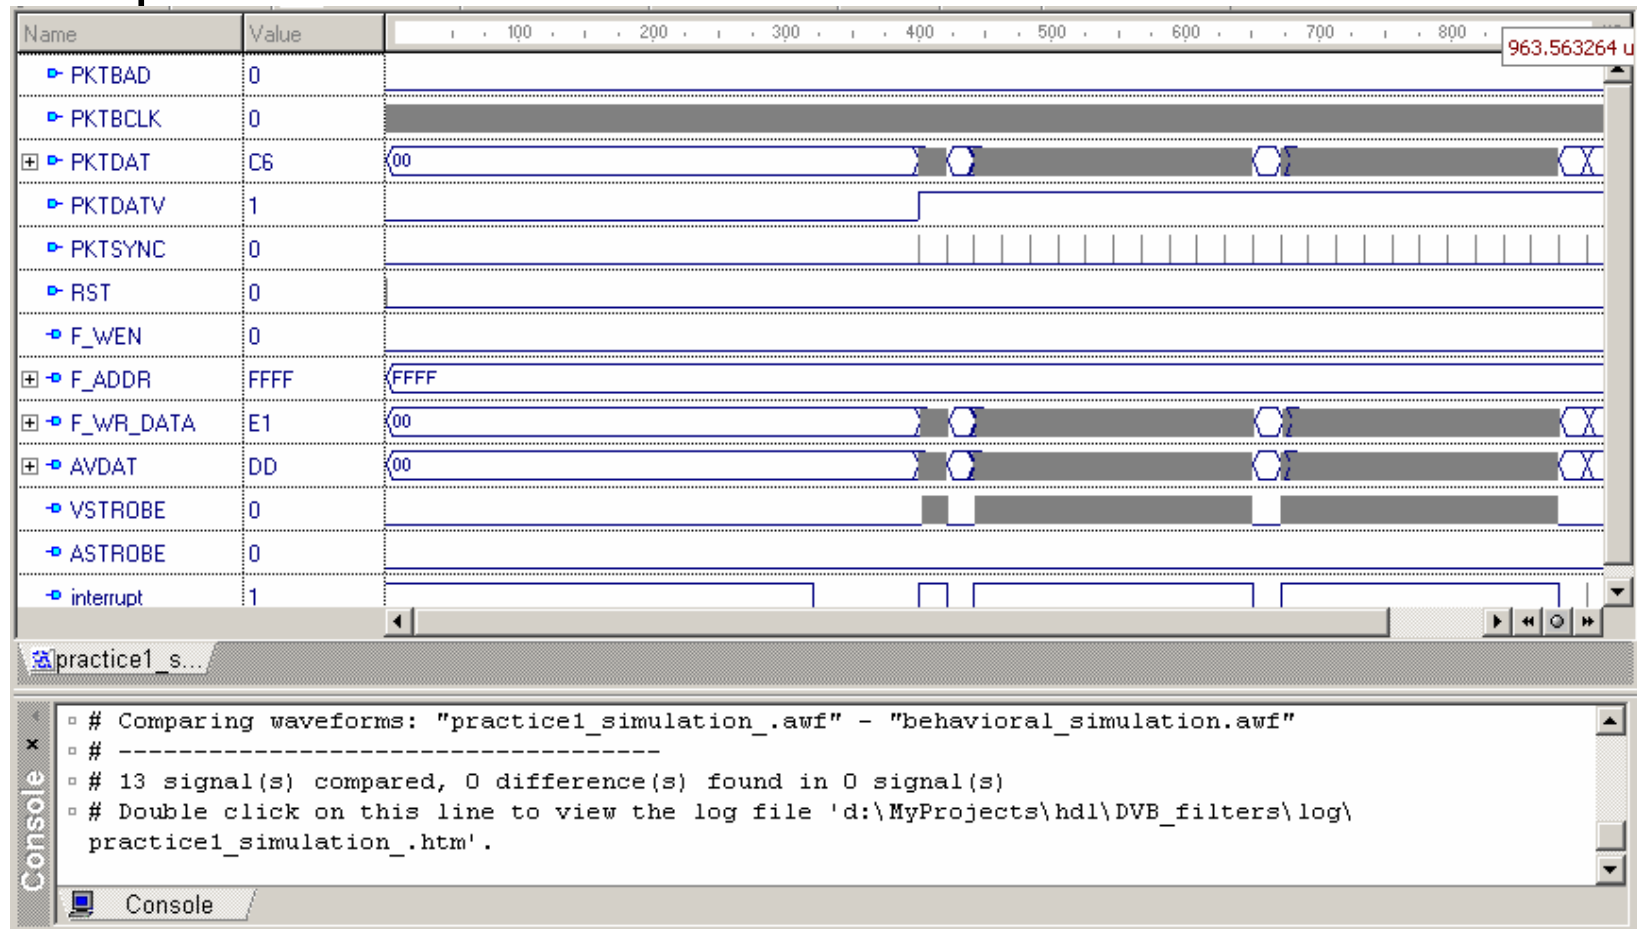 Name Value 100 200 300 400 500 600 700 800
963.563264 u
PKTBAD 0
PKTBCLK 0
PKTDAT C6 00
PKTDATV 1
PKTSYNC 0
RST 0
F_WEN 0
F_ADDR FFFF FFFF
F_WR_DATA E1 00
AVDAT DD 00
VSTROBE 0
ASTROBE 0
interrupt 1
practice1_s...
# Comparing waveforms: "practice1_simulation_.awf" - "behavioral_simulation.awf"
# ------------------------------------
# 13 signal(s) compared, 0 difference(s) found in 0 signal(s)
# Double click on this line to view the log file 'd:\MyProjects\hdl\DVB_filters\log\
practice1_simulation_.htm'.
Console
Console